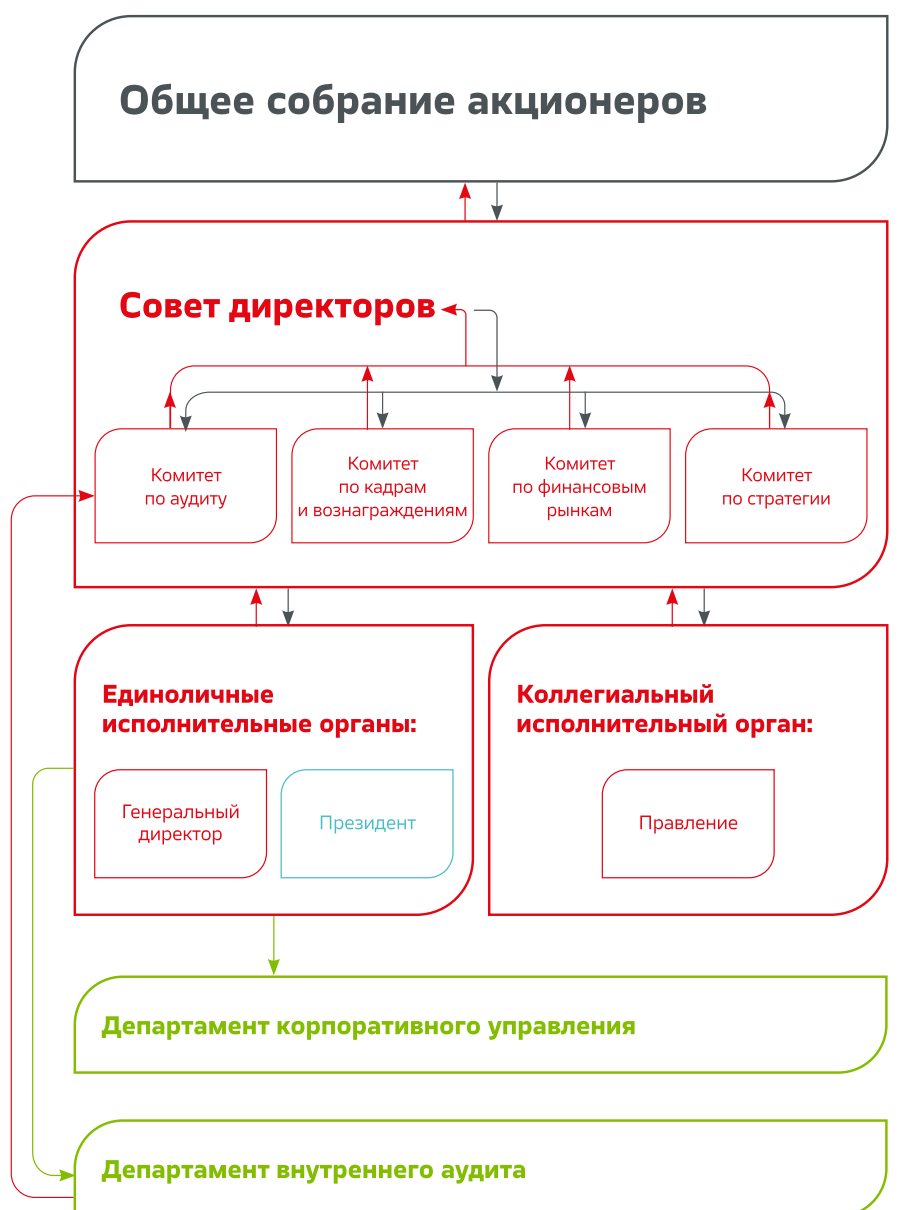 Общее собрание акционеров
Совет директоров
Комитет
по аудиту
Комитет
по кадрам
и вознаграждениям
Комитет
по финансовым
рынкам
Комитет
по стратегии
Единоличные
исполнительные органы:
Генеральный
директор
Президент
Коллегиальный
исполнительный орган:
Правление
Департамент корпоративного управления
Департамент внутреннего аудита